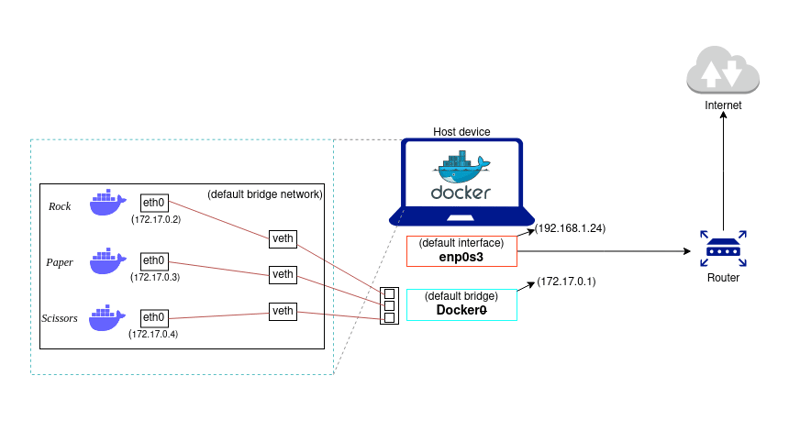 Internet
Host device
docker
(default bridge network)
Rock
eth0
(172.17.0.2)
veth
(default interface)
enp0s3
(192.168.1.24)
Router
Paper
eth0
(172.17.0.3)
veth
(default bridge)
Docker0
(172.17.0.1)
Scissors
eth0
(172.17.0.4)
veth